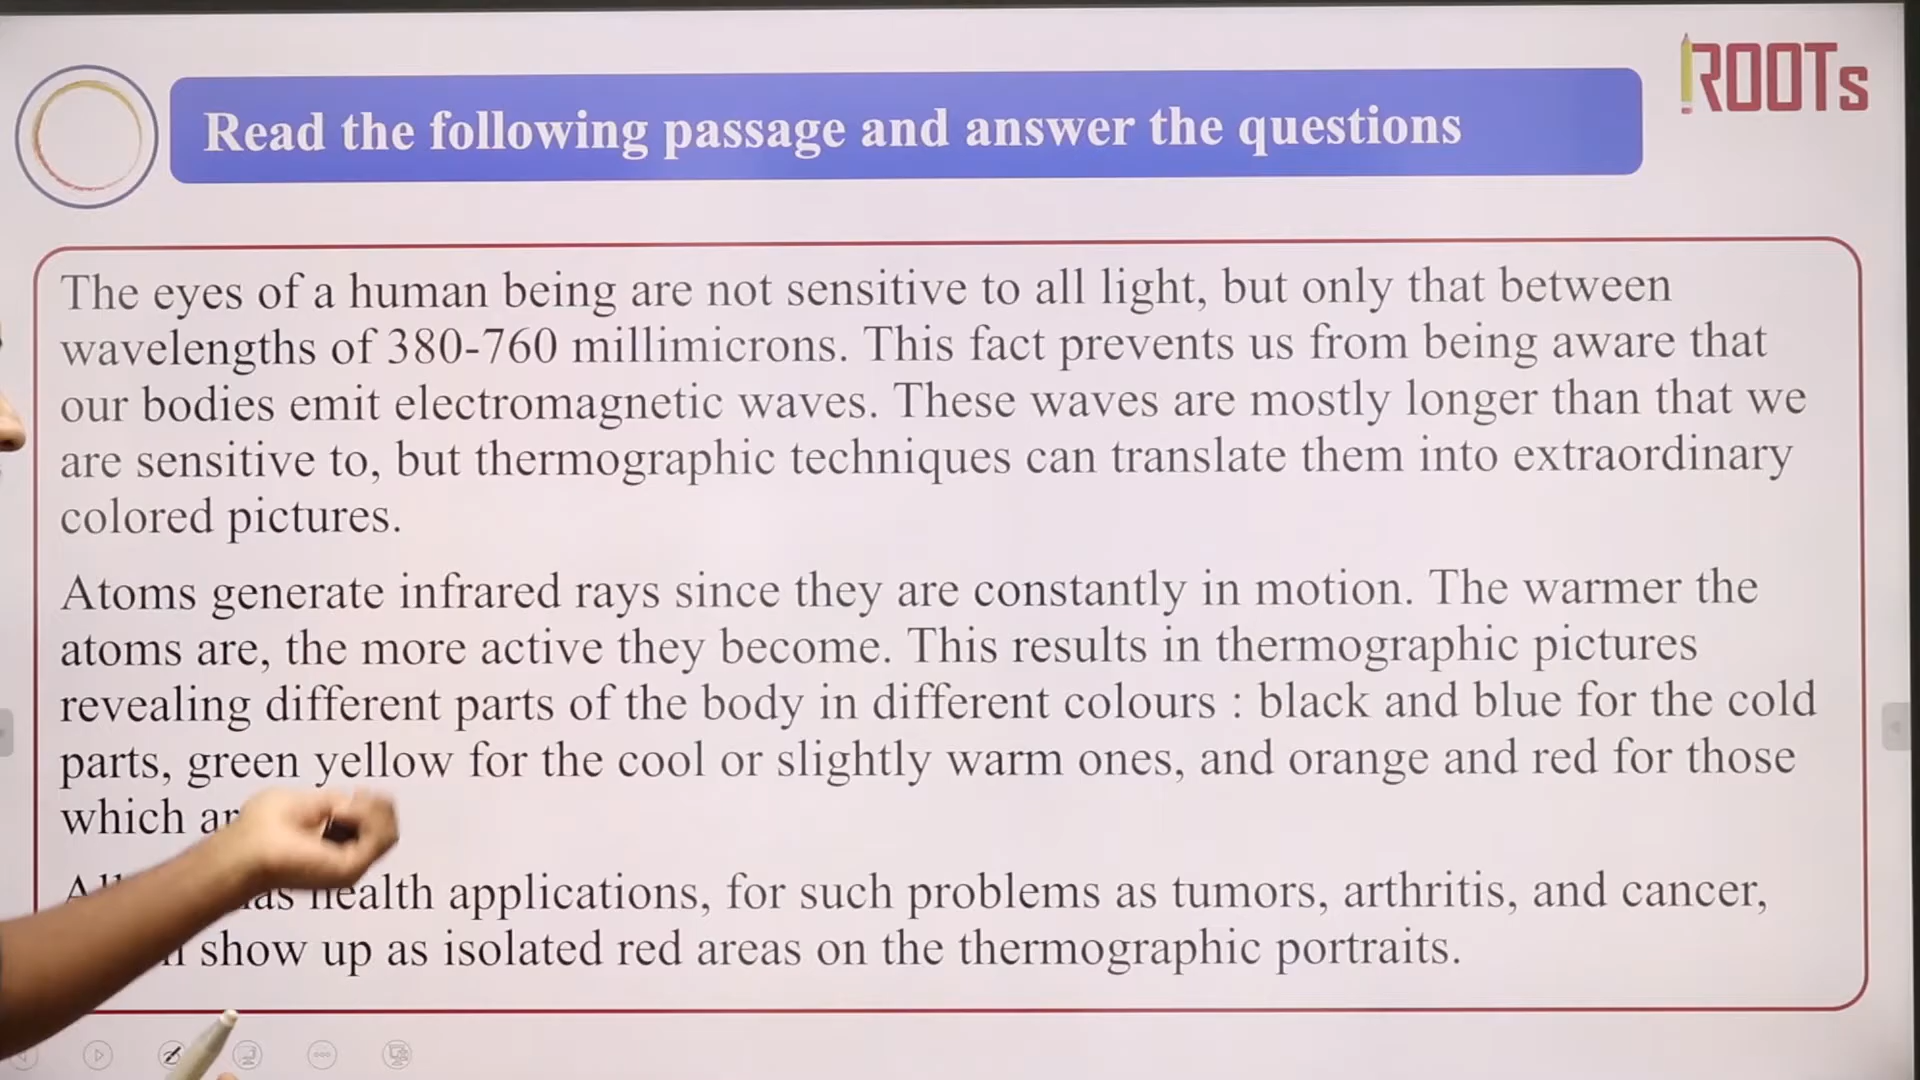 ROOTs
Read the following passage and answer the questions
The eyes of a human being are not sensitive to all light, but only that between
wavelengths of 380-760 millimicrons. This fact prevents us from being aware that
our bodies emit electromagnetic waves. These waves are mostly longer than that we
are sensitive to, but thermographic techniques can translate them into extraordinary
colored pictures.
Atoms generate infrared rays since they are constantly in motion. The warmer the
atoms are, the more active they become. This results in thermographic pictures
revealing different parts of the body in different colours : black and blue for the cold
parts, green yellow for the cool or slightly warm ones, and orange and red for those
which
health applications, for such problems as tumors, arthritis, and cancer,
show up as isolated red areas on the thermographic portraits.